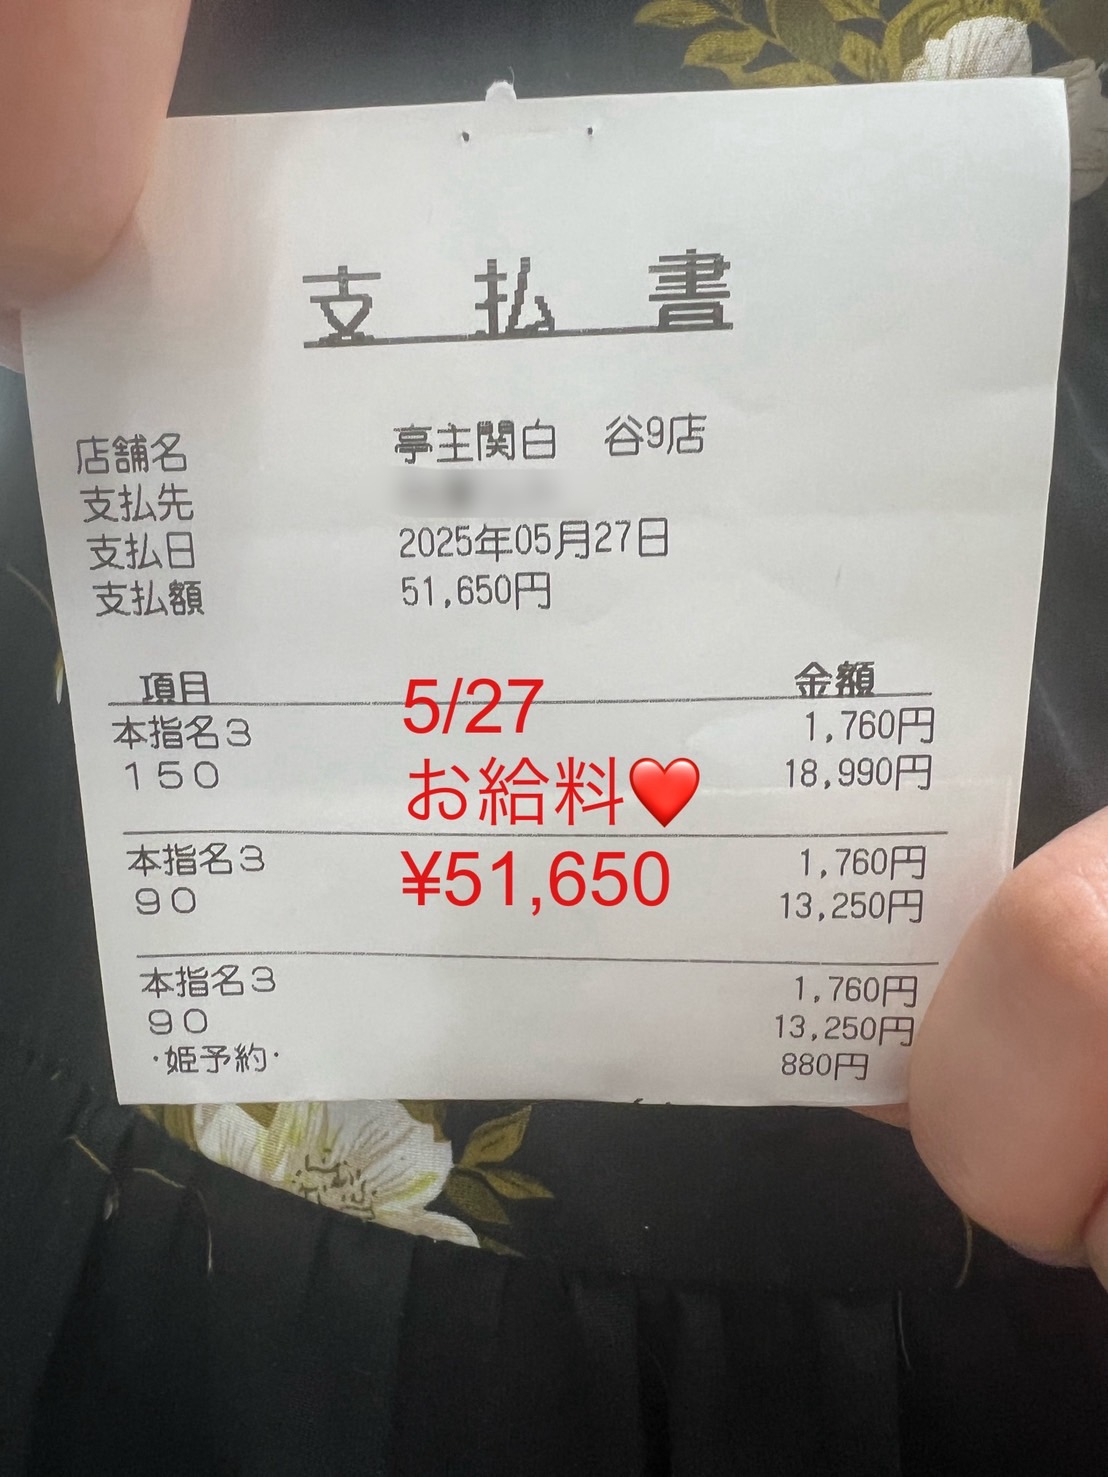 支払書
店舗名 亭主関白 谷9店
支払先
支払日 2025年05月27日
支払額 51,650円
項目 金額
本指名3 1,760円
150 18,990円
本指名3 1,760円
90 13,250円
本指名3 1,760円
90 13,250円
・姫予約・ 880円
5/27
お給料❤️
¥51,650